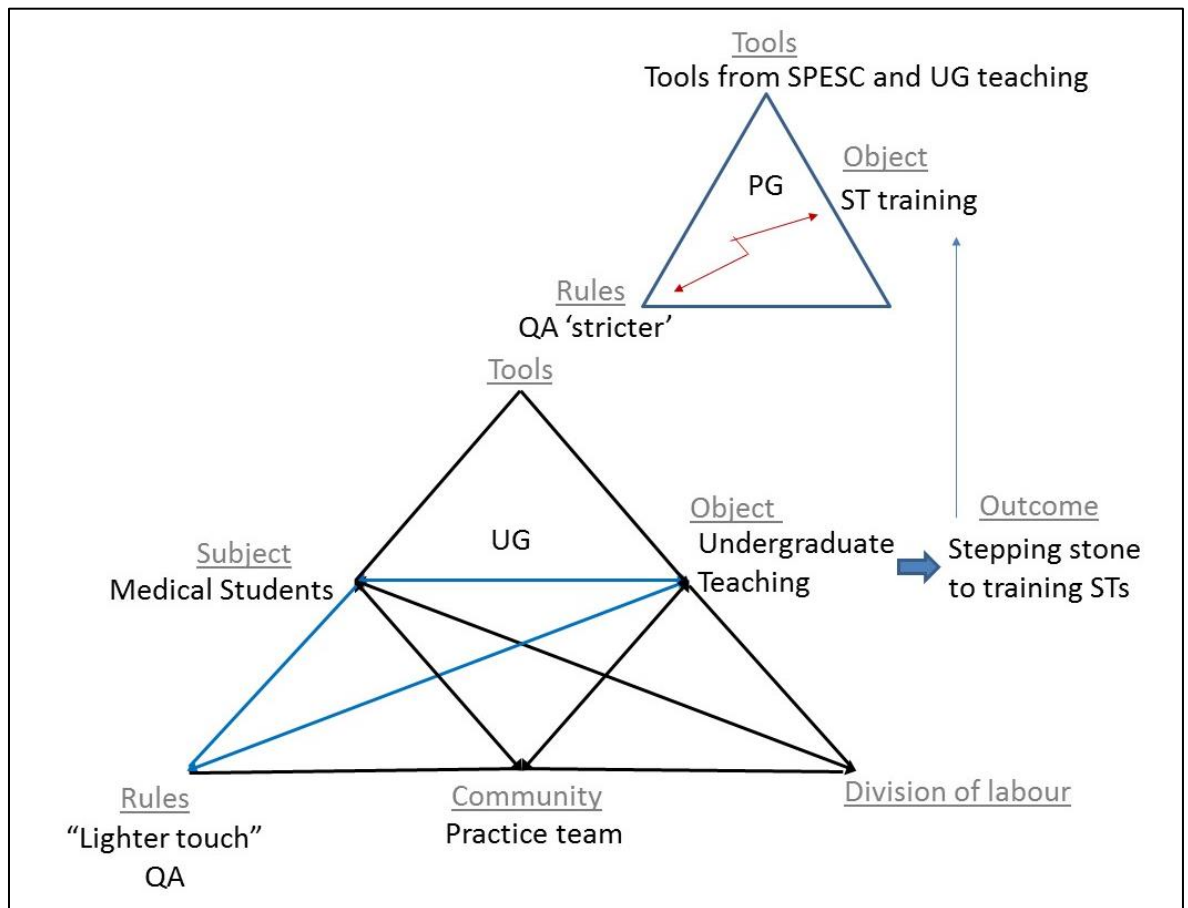 Tools
Tools from SPESC and UG teaching
Object
PG
ST training
Rules
QA ‘stricter’
Tools
UG
Object
Undergraduate
Teaching
Outcome
Stepping stone
to training STs
Subject
Medical Students
Rules
“Lighter touch”
QA
Community
Practice team
Division of labour